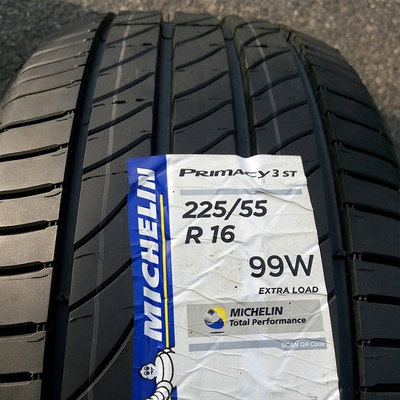 MICHELIN
PRIMACY 3 ST
225/55
R 16
99W
EXTRA LOAD
MICHELIN
Total Performance
SCAN QR Code